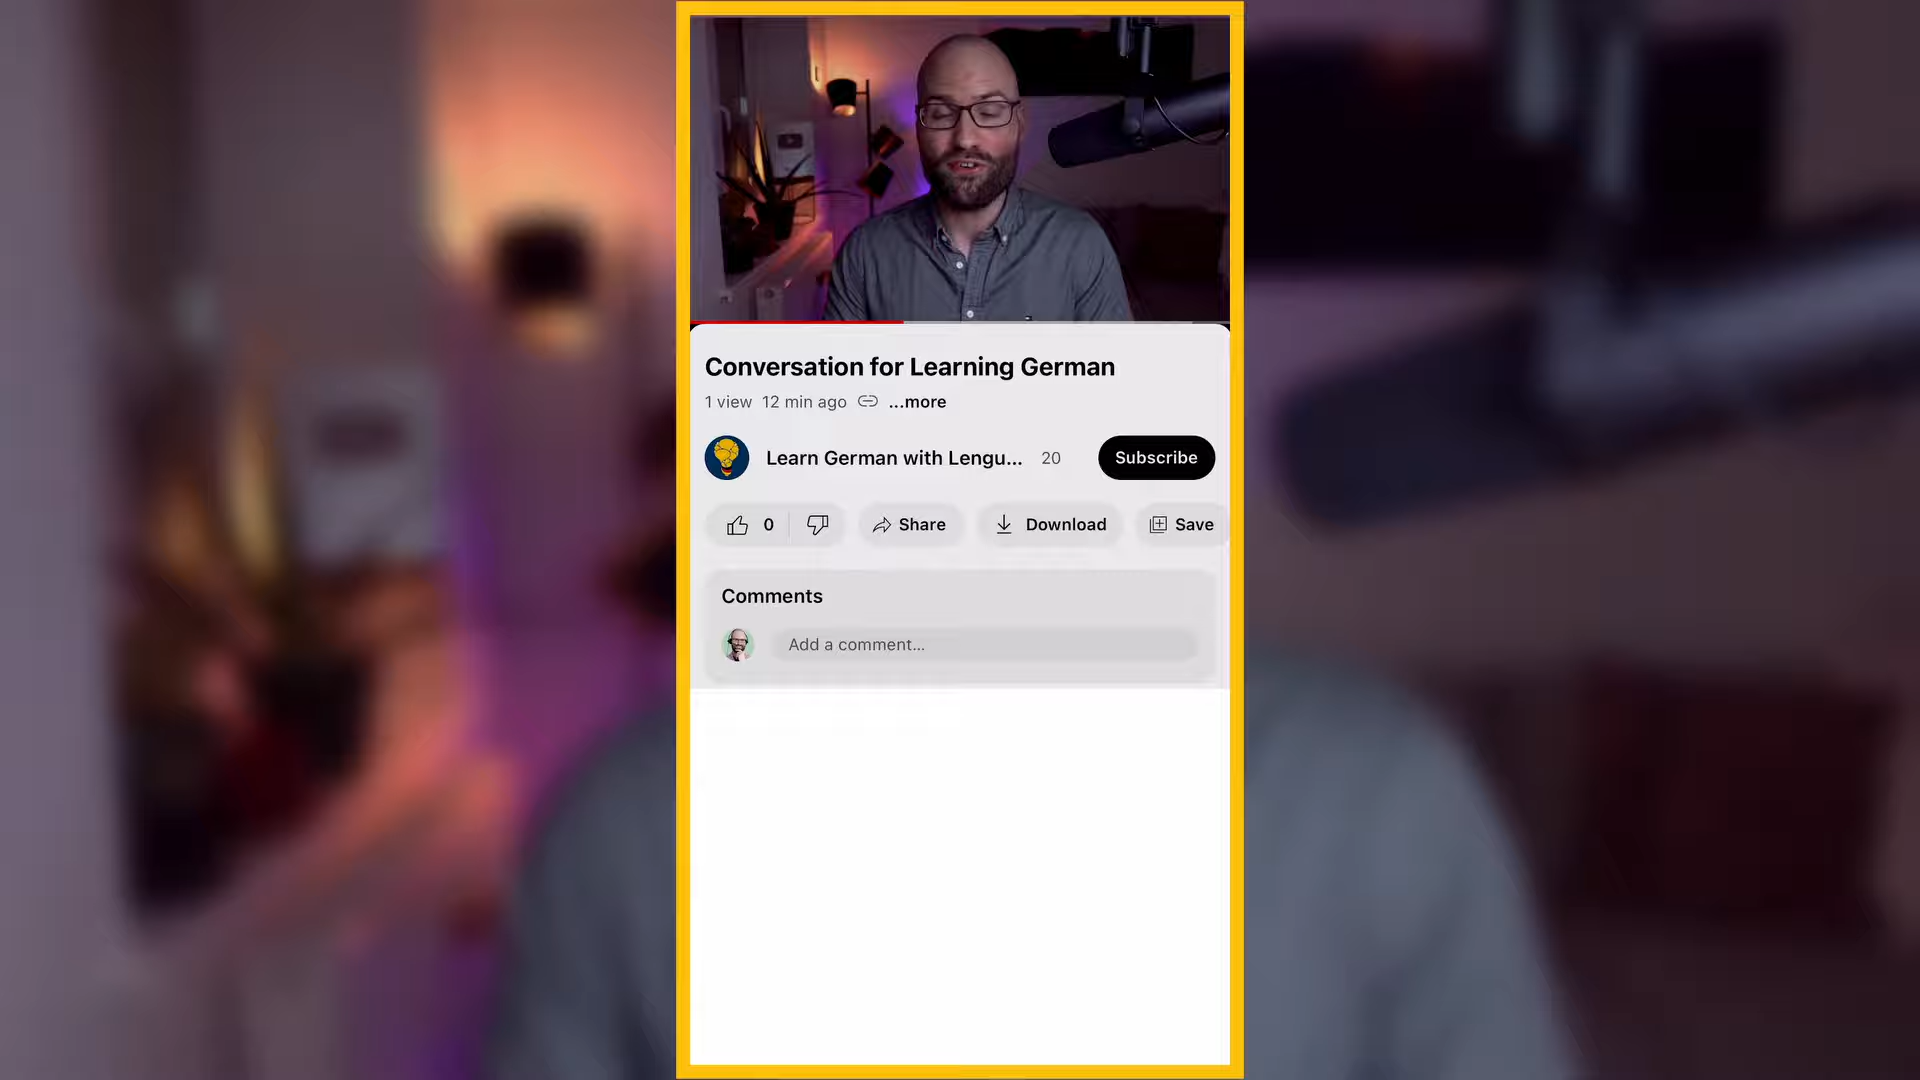 Conversation for Learning German
1 view 12 min ago ...more
Learn German with Lengu... 20 Subscribe
0 Share Download Save
Comments
Add a comment...